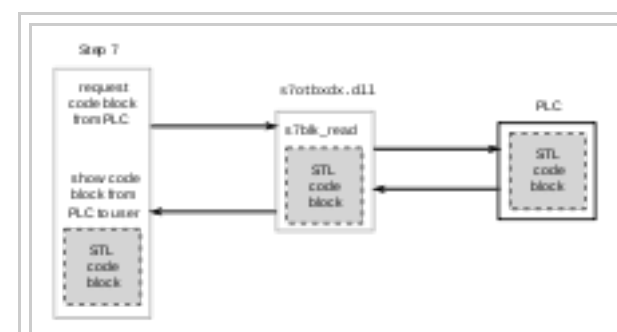 Step 7
request
code block
from PLC
show code
block from
PLC to user
STL
code
block
s7otbxdx.dll
s7blk_read
STL
code
block
PLC
STL
code
block